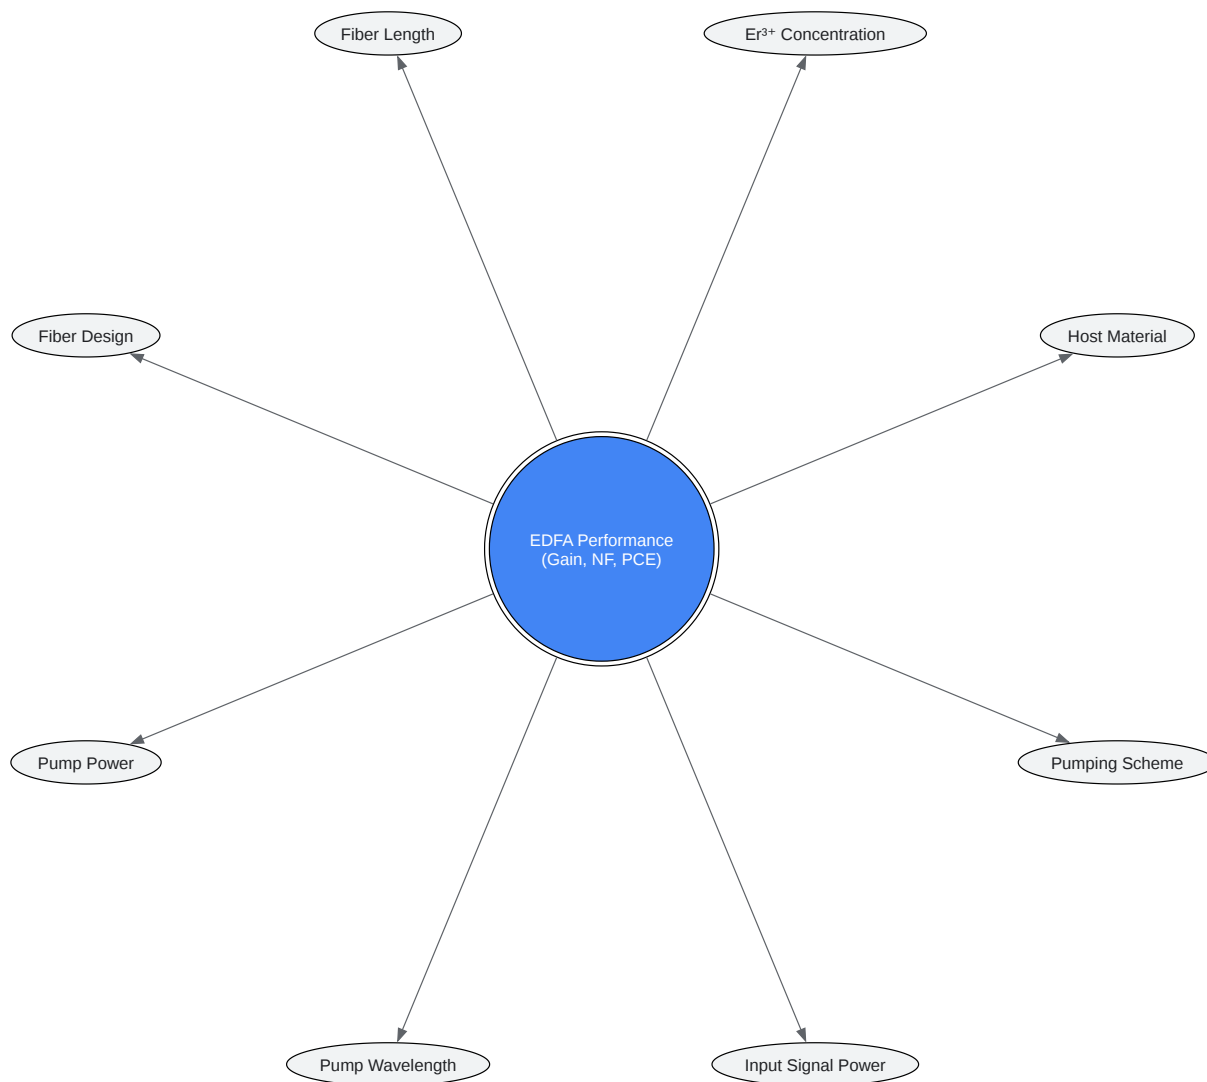 Fiber Length
Er³⁺ Concentration
Fiber Design
Host Material
EDFA Performance
(Gain, NF, PCE)
Pump Power
Pumping Scheme
Pump Wavelength
Input Signal Power